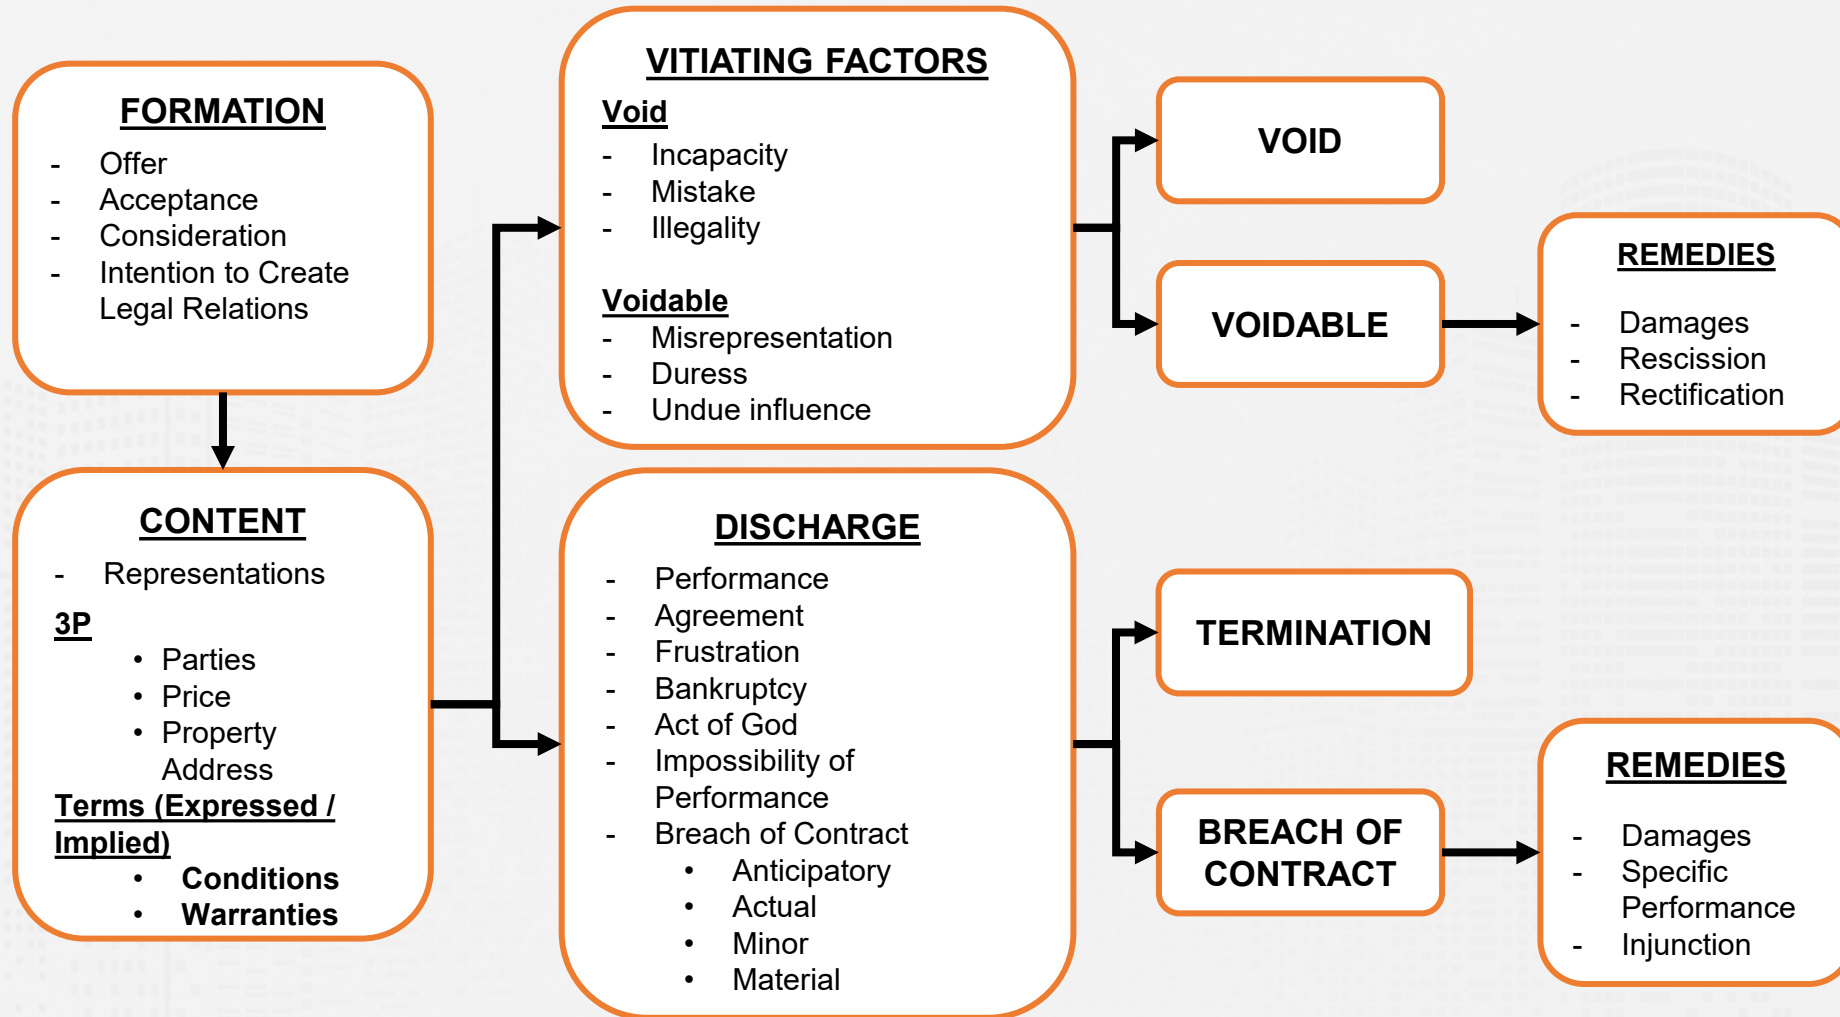 FORMATION
- Offer
- Acceptance
- Consideration
- Intention to Create
Legal Relations
CONTENT
- Representations
3P
• Parties
• Price
• Property
Address
Terms (Expressed /
Implied)
• Conditions
• Warranties
VITIATING FACTORS
Void
- Incapacity
- Mistake
- Illegality
Voidable
- Misrepresentation
- Duress
- Undue influence
DISCHARGE
- Performance
- Agreement
- Frustration
- Bankruptcy
- Act of God
- Impossibility of
Performance
- Breach of Contract
• Anticipatory
• Actual
• Minor
• Material
VOID
VOIDABLE
REMEDIES
- Damages
- Rescission
- Rectification
TERMINATION
BREACH OF
CONTRACT
REMEDIES
- Damages
- Specific
Performance
- Injunction